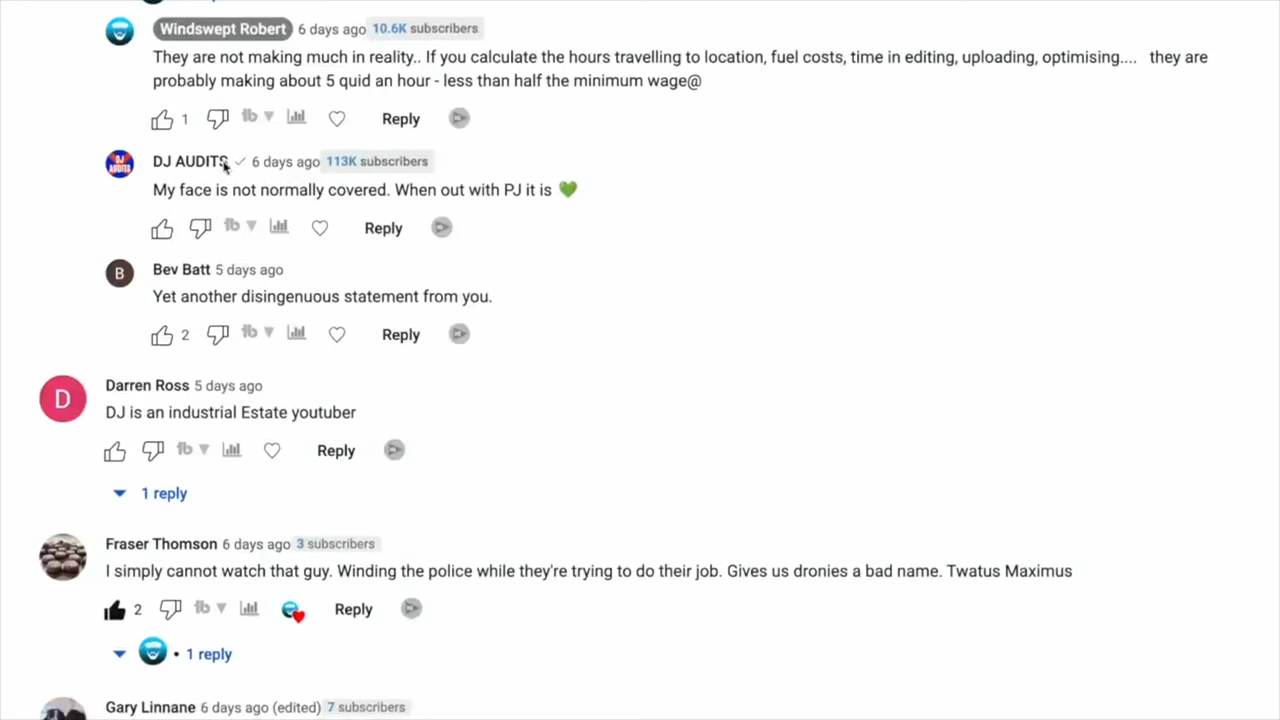 Windswept Robert 6 days ago 10.6K subscribers
They are not making much in reality.. If you calculate the hours travelling to location, fuel costs, time in editing, uploading, optimising.... they are
probably making about 5 quid an hour - less than half the minimum wage@
1 tb Reply
DJ AUDITS 6 days ago 113K subscribers
DJ AUDITS
My face is not normally covered. When out with PJ it is 💚
tb Reply
B Bev Batt 5 days ago
Yet another disingenuous statement from you.
2 tb Reply
D Darren Ross 5 days ago
DJ is an industrial Estate youtuber
tb Reply
1 reply
Fraser Thomson 6 days ago 3 subscribers
I simply cannot watch that guy. Winding the police while they're trying to do their job. Gives us dronies a bad name. Twatus Maximus
2 tb Reply
• 1 reply
Gary Linnane 6 days ago (edited) 7 subscribers